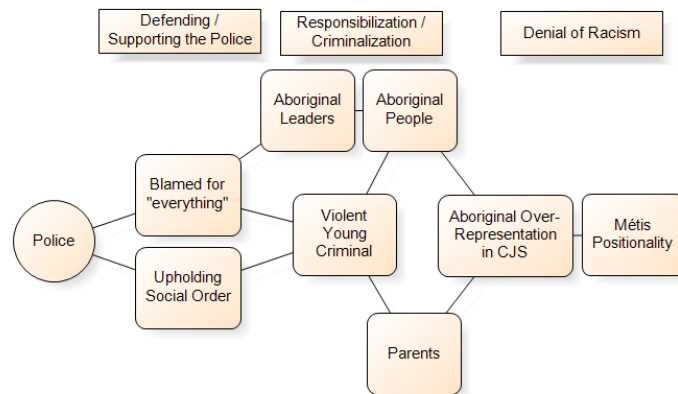 Defending /
Supporting the Police
Responsibilization /
Criminalization
Denial of Racism
Aboriginal
Leaders
Aboriginal
People
Blamed for
"everything"
Police
Violent
Young
Criminal
Aboriginal Over-
Representation
in CJS
Métis
Positionality
Upholding
Social Order
Parents